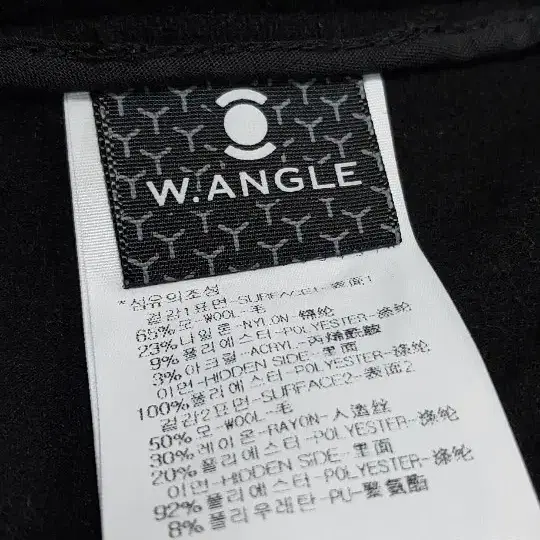 W.ANGLE
*섬유의조성
겉감1표면-SURFACE1-表面1
65% 모-WOOL-毛
23% 나일론-NYLON-锦纶
9% 폴리에스터-POLYESTER-涤纶
3% 아크릴-ACRYL-丙烯酰胺
이면-HIDDEN SIDE-里面
100% 폴리에스터-POLYESTER-涤纶
겉감2표면-SURFACE2-表面2
50% 모-WOOL-毛
30% 레이온-RAYON-人造丝
20% 폴리에스터-POLYESTER-涤纶
이면-HIDDEN SIDE-里面
92% 폴리에스터-POLYESTER-涤纶
8% 폴리우레탄-PU-聚氨酯